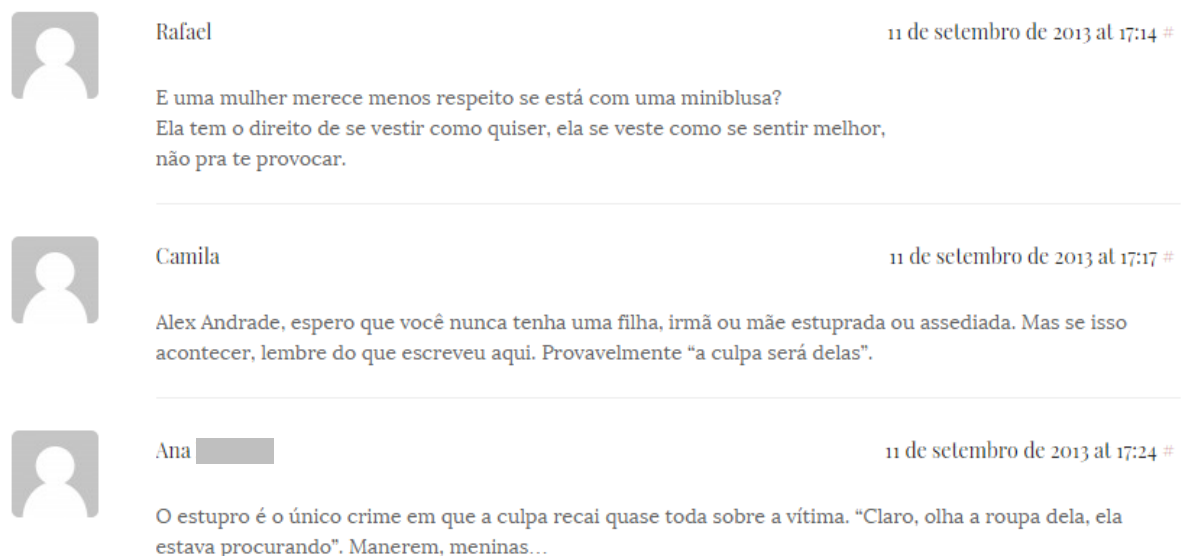 Rafael
11 de setembro de 2013 at 17:14 #
E uma mulher merece menos respeito se está com uma miniblusa?
Ela tem o direito de se vestir como quiser, ela se veste como se sentir melhor,
não pra te provocar.
Camila
11 de setembro de 2013 at 17:17 #
Alex Andrade, espero que você nunca tenha uma filha, irmã ou mãe estuprada ou assediada. Mas se isso
acontecer, lembre do que escreveu aqui. Provavelmente “a culpa será delas”.
Ana
11 de setembro de 2013 at 17:24 #
O estupro é o único crime em que a culpa recai quase toda sobre a vítima. “Claro, olha a roupa dela, ela
estava procurando”. Manerem, meninas…